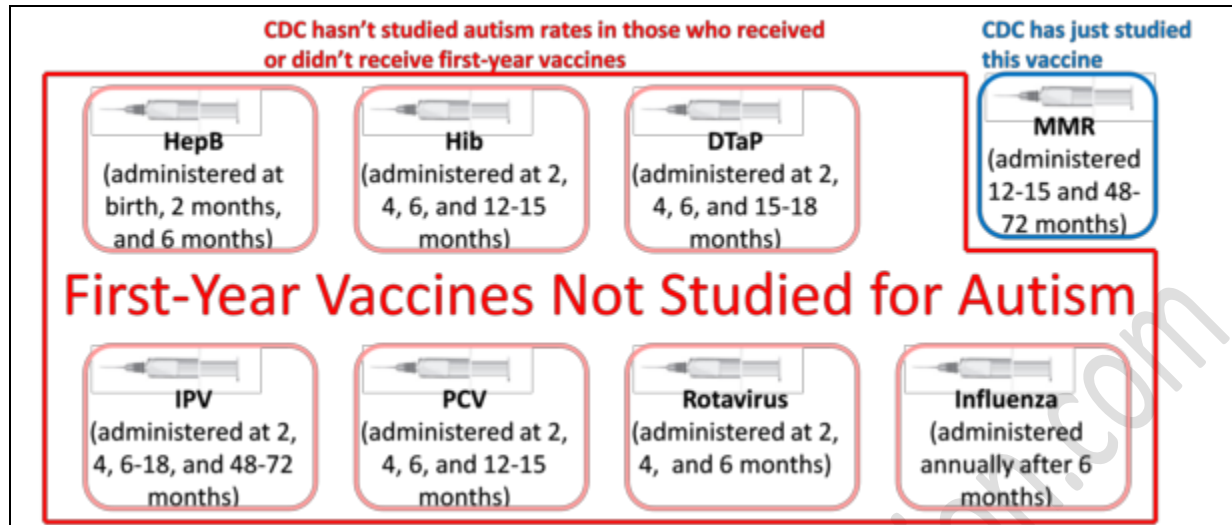 CDC hasn't studied autism rates in those who received
or didn't receive first-year vaccines
CDC has just studied
this vaccine
HepB
(administered at
birth, 2 months,
and 6 months)
Hib
(administered at 2,
4, 6, and 12-15
months)
DTaP
(administered at 2,
4, 6, and 15-18
months)
MMR
(administered
12-15 and 48-
72 months)
First-Year Vaccines Not Studied for Autism
IPV
(administered at 2,
4, 6-18, and 48-72
months)
PCV
(administered at 2,
4, 6, and 12-15
months)
Rotavirus
(administered at 2,
4, and 6 months)
Influenza
(administered
annually after 6
months)